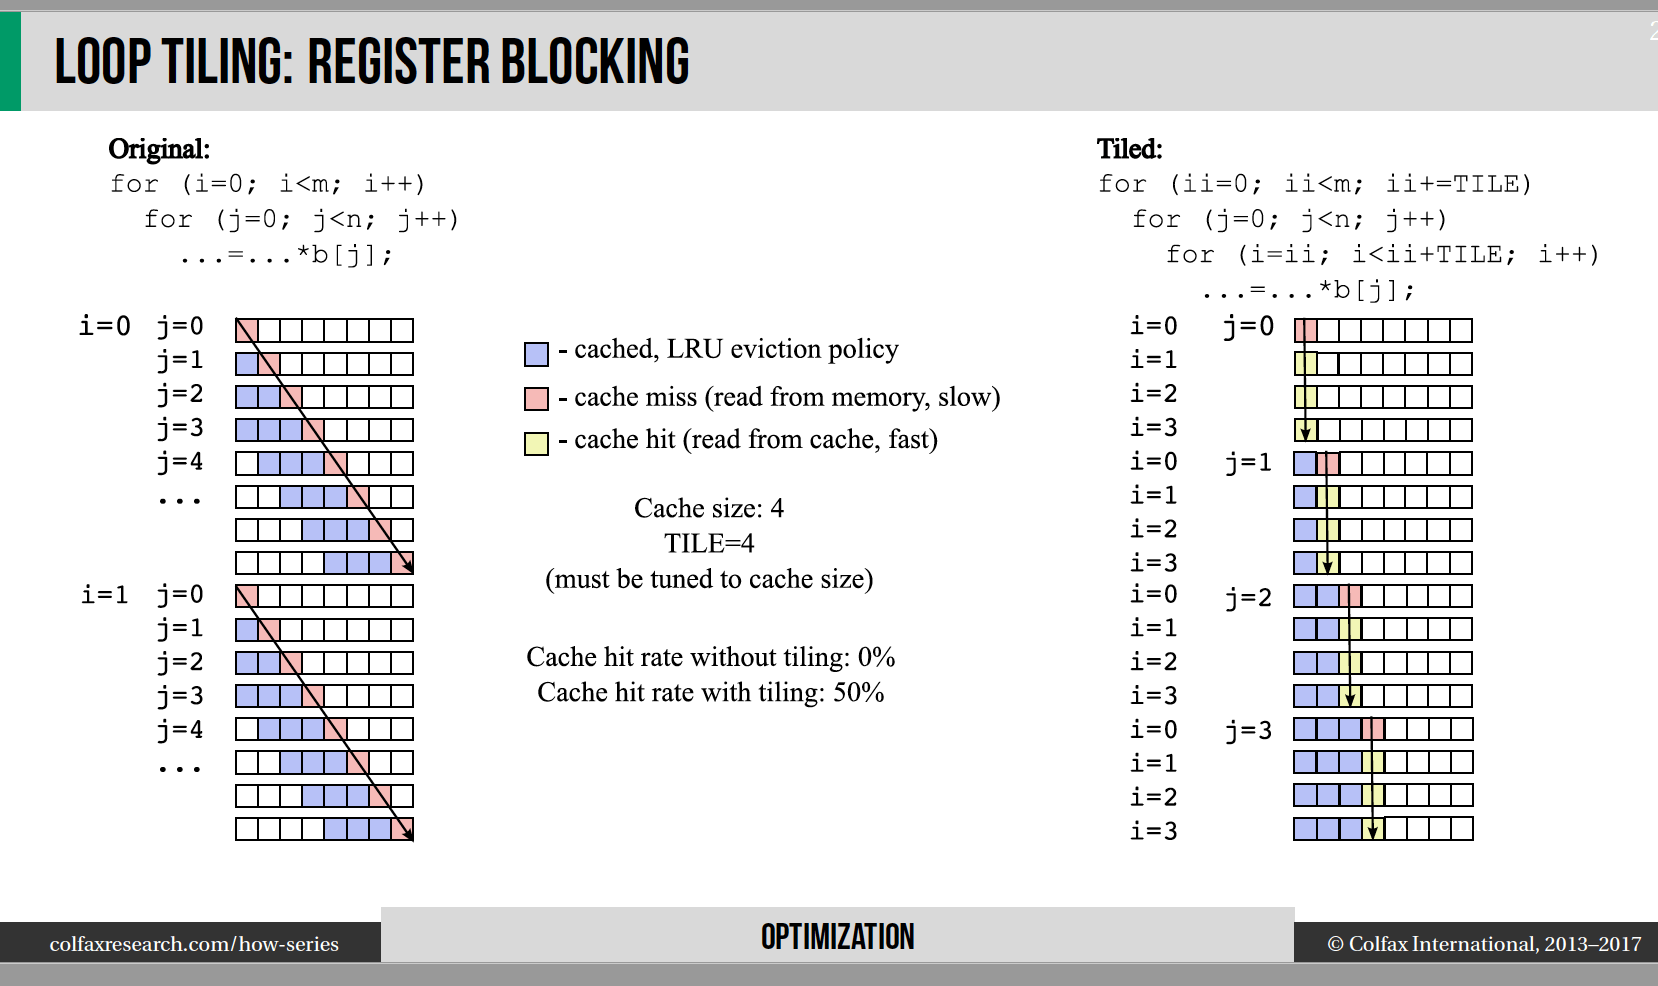 2
LOOP TILING: REGISTER BLOCKING
Original:
for (i=0; i<m; i++)
for (j=0; j<n; j++)
...=...*b[j];
i=0 j=0
j=1
j=2
j=3
j=4
...
i=1 j=0
j=1
j=2
j=3
j=4
...
- cached, LRU eviction policy
- cache miss (read from memory, slow)
- cache hit (read from cache, fast)
Cache size: 4
TILE=4
(must be tuned to cache size)
Cache hit rate without tiling: 0%
Cache hit rate with tiling: 50%
Tiled:
for (ii=0; ii<m; ii+=TILE)
for (j=0; j<n; j++)
for (i=ii; i<ii+TILE; i++)
...=...*b[j];
i=0 j=0
i=1
i=2
i=3
i=0 j=1
i=1
i=2
i=3
i=0 j=2
i=1
i=2
i=3
i=0 j=3
i=1
i=2
i=3
colfaxresearch.com/how-series
OPTIMIZATION
© Colfax International, 2013–2017